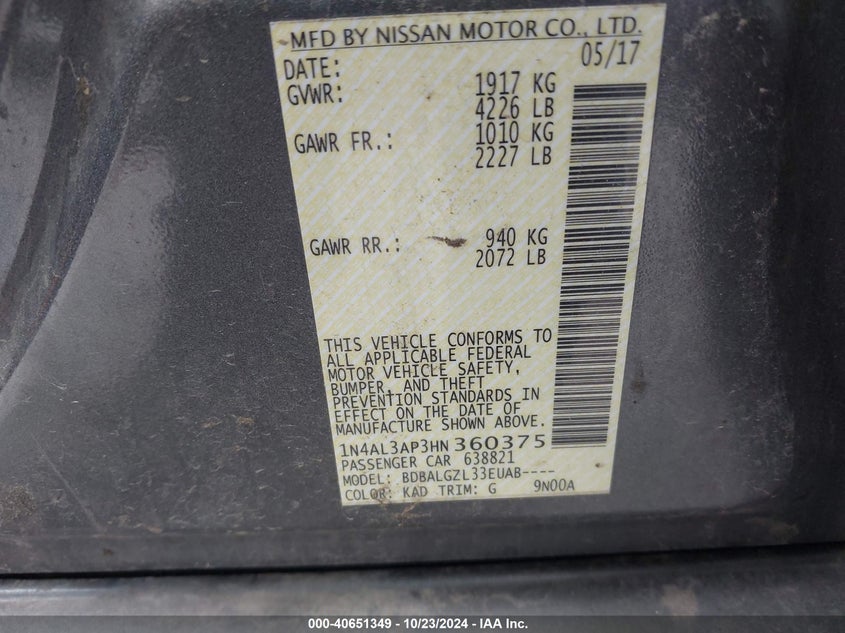 MFD BY NISSAN MOTOR CO., LTD.
DATE: 05/17
GVWR: 1917 KG
4226 LB
GAWR FR.: 1010 KG
2227 LB
GAWR RR.: 940 KG
2072 LB
THIS VEHICLE CONFORMS TO
ALL APPLICABLE FEDERAL
MOTOR VEHICLE SAFETY,
BUMPER, AND THEFT
PREVENTION STANDARDS IN
EFFECT ON THE DATE OF
MANUFACTURE SHOWN ABOVE.
1N4AL3AP3HN360375
PASSENGER CAR 638821
MODEL: BDBALGZL33EUAB----
COLOR: KAD TRIM: G 9N00A
000-40651349 - 10/23/2024 - IAA Inc.